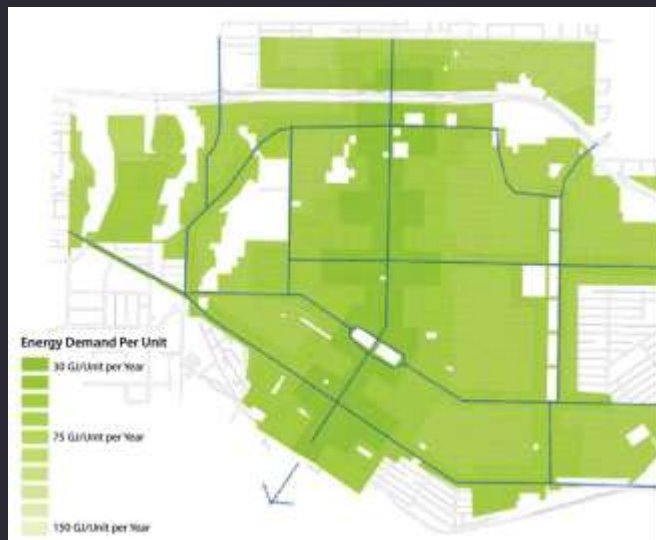 Energy Demand Per Unit
30 GJ/Unit per Year
75 GJ/Unit per Year
150 GJ/Unit per Year